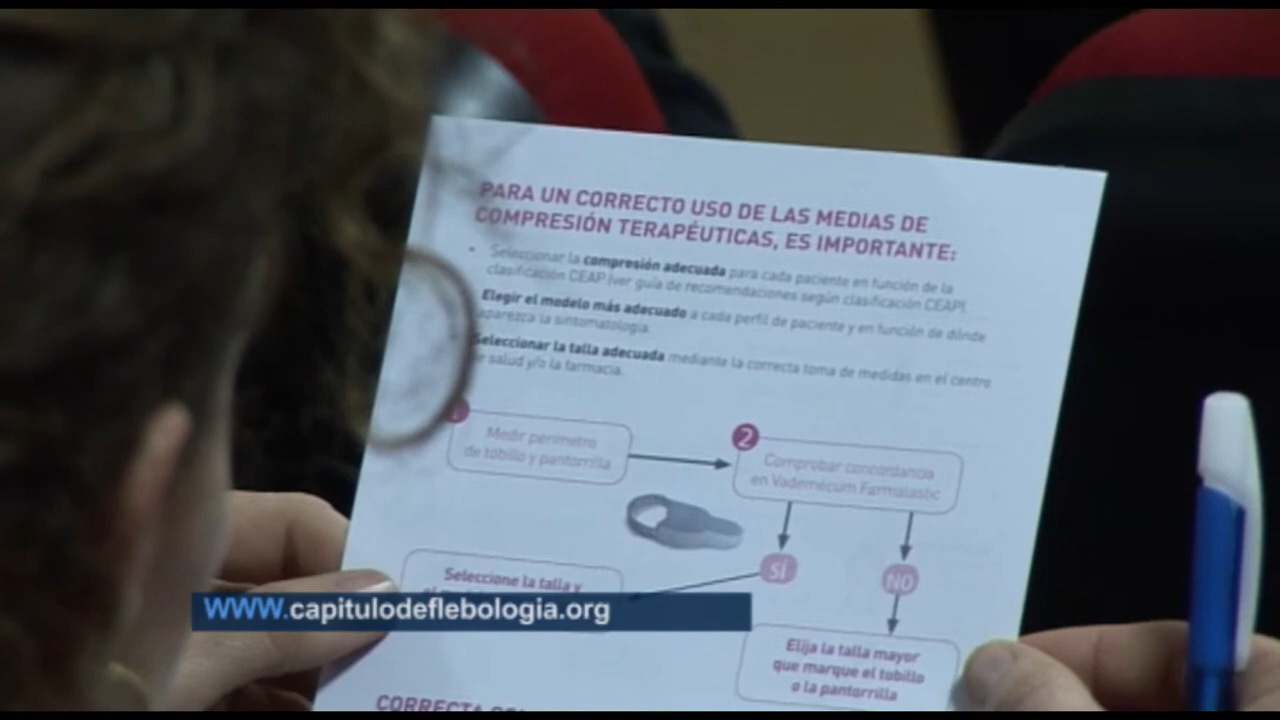 PARA UN CORRECTO USO DE LAS MEDIAS DE
COMPRESIÓN TERAPÉUTICAS, ES IMPORTANTE:
• Seleccionar la compresión adecuada para cada paciente en función de la
clasificación CEAP (ver guía de recomendaciones según clasificación CEAP).
Elegir el modelo más adecuado a cada perfil de paciente y en función de dónde
aparezca la sintomatología.
Seleccionar la talla adecuada mediante la correcta toma de medidas en el centro
de salud y/o la farmacia.
1
Medir perímetro
de tobillo y pantorrilla
2
Comprobar concordancia
en Vademécum Farmalastic
SÍ
NO
Seleccione la talla y
Elija la talla mayor
que marque el tobillo
o la pantorrilla
WWW.capitulodeflebologia.org
CORRECTA